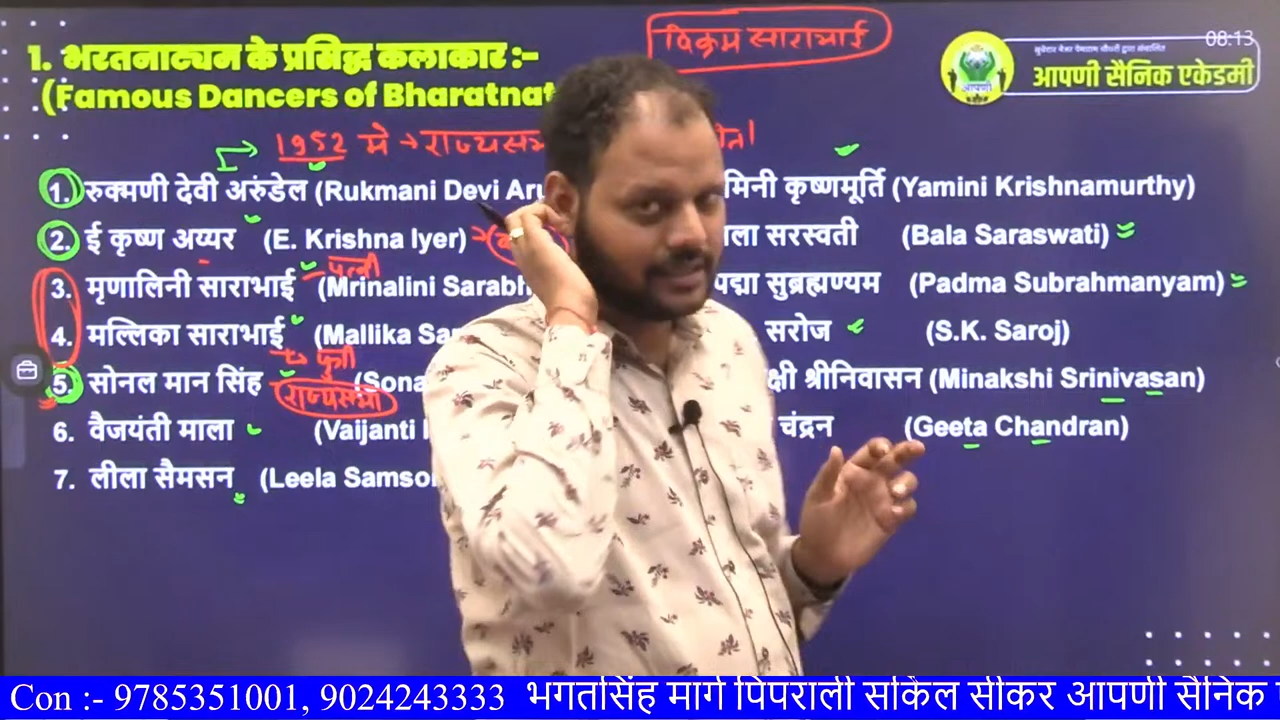 विक्रम साराभाई
08:13
1. भरतनाट्यम के प्रसिद्ध कलाकार :-
(Famous Dancers of Bharatnat
आपणी सैनिक एकेडमी
1952 मे → राज्यसभ
1. रुक्मणी देवी अरुंडेल (Rukmani Devi Aru
2. ई कृष्ण अय्यर (E. Krishna Iyer)
पत्नी
3. मृणालिनी साराभाई (Mrinalini Sarabh
4. मल्लिका साराभाई (Mallika Sar
पुत्री
5. सोनल मान सिंह (Sona
राज्यसभा
6. वैजयंती माला (Vaijanti
7. लीला सैमसन (Leela Samson
मिनी कृष्णमूर्ति (Yamini Krishnamurthy)
ला सरस्वती (Bala Saraswati)
पद्मा सुब्रह्मण्यम (Padma Subrahmanyam)
सरोज (S.K. Saroj)
क्षी श्रीनिवासन (Minakshi Srinivasan)
चंद्रन (Geeta Chandran)
Con :- 9785351001, 9024243333 भगतसिंह मार्ग पिपराली सर्किल सीकर आपणी सैनिक